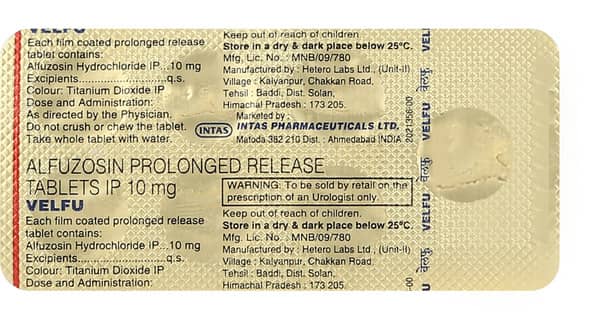 VELFU
Each film coated prolonged release
tablet contains:
Alfuzosin Hydrochloride IP...10 mg
Excipients.......................q.s.
Colour: Titanium Dioxide IP
Dose and Administration:
As directed by the Physician.
Do not crush or chew the tablet.
Take whole tablet with water.
Keep out of reach of children.
Store in a dry & dark place below 25°C.
Mfg. Lic. No. : MNB/09/780
Manufactured by : Hetero Labs Ltd., (Unit-II)
Village : Kalyanpur, Chakkan Road,
Tehsil : Baddi, Dist. Solan,
Himachal Pradesh : 173 205.
Marketed by :
INTAS
INTAS PHARMACEUTICALS LTD.
Matoda-382 210 Dist. : Ahmedabad INDIA
2021356-00
ALFUZOSIN PROLONGED RELEASE
TABLETS IP 10 mg
VELFU
WARNING: To be sold by retail on the
prescription of an Urologist only.
Each film coated prolonged release
tablet contains:
Alfuzosin Hydrochloride IP...10 mg
Excipients.......................q.s.
Colour: Titanium Dioxide IP
Dose and Administration:
Keep out of reach of children.
Store in a dry & dark place below 25°C.
Mfg. Lic. No. : MNB/09/780
Manufactured by : Hetero Labs Ltd., (Unit-II)
Village : Kalyanpur, Chakkan Road,
Tehsil : Baddi, Dist. Solan,
Himachal Pradesh : 173 205.
VELFU वेलफु VELFU वेलफु VELFU वेलफु